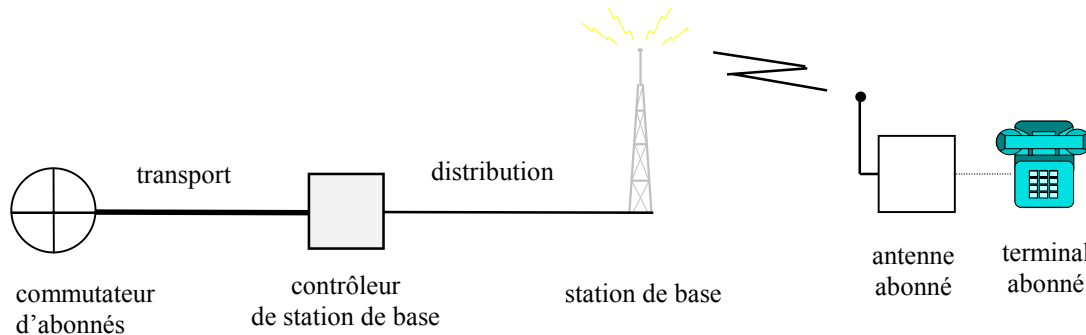 transport
distribution
commutateur
d'abonnés
contrôleur
de station de base
station de base
antenne
abonné
terminal
abonné